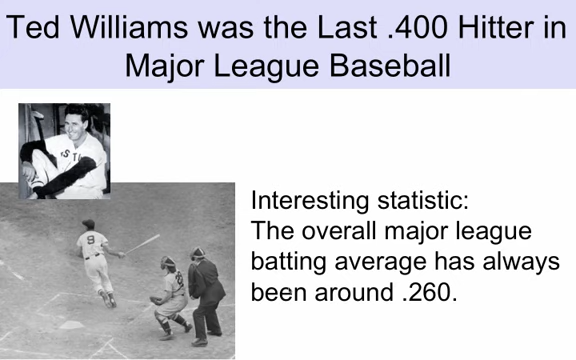 Ted Williams was the Last .400 Hitter in
Major League Baseball
Interesting statistic:
The overall major league
batting average has always
been around .260.
9